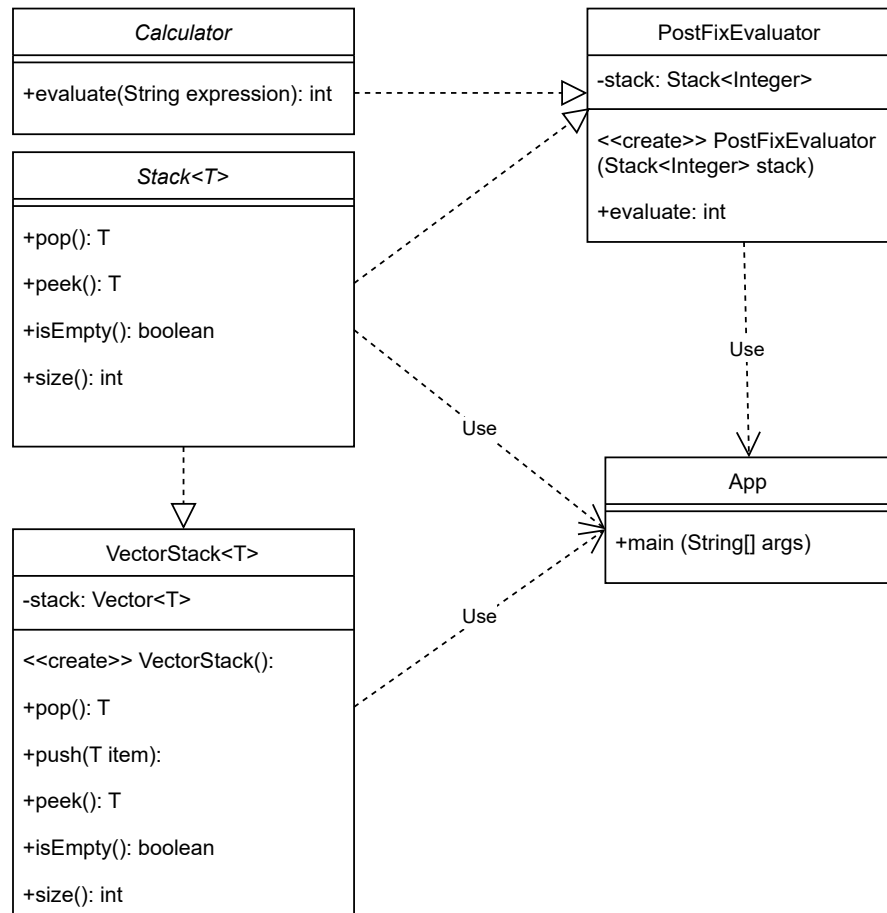 Calculator
+evaluate(String expression): int
PostFixEvaluator
-stack: Stack<Integer>
<<create>> PostFixEvaluator
(Stack<Integer> stack)
+evaluate: int
Stack<T>
+pop(): T
+peek(): T
+isEmpty(): boolean
+size(): int
Use
Use
App
+main (String[] args)
VectorStack<T>
-stack: Vector<T>
<<create>> VectorStack():
+pop(): T
+push(T item):
+peek(): T
+isEmpty(): boolean
+size(): int
Use